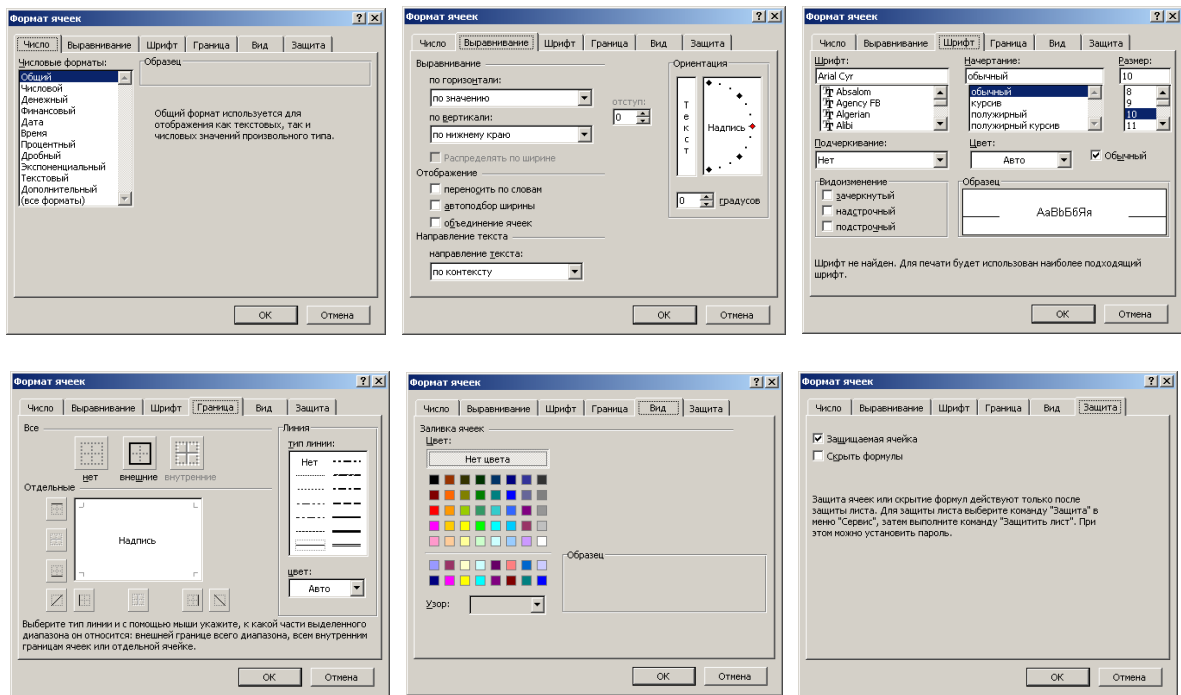 Формат ячеек
Число Выравнивание Шрифт Граница Вид Защита
Числовые форматы:
Общий
Числовой
Денежный
Финансовый
Дата
Время
Процентный
Дробный
Экспоненциальный
Текстовый
Дополнительный
(все форматы)
Образец
Общий формат используется для
отображения как текстовых, так и
числовых значений произвольного типа.
ОК Отмена
Формат ячеек
Число Выравнивание Шрифт Граница Вид Защита
Выравнивание
по горизонтали:
по значению
отступ:
0
по вертикали:
по нижнему краю
Распределять по ширине
Отображение
переносить по словам
автоподбор ширины
объединение ячеек
Направление текста
направление текста:
по контексту
Ориентация
Текст
Надпись
0 градусов
ОК Отмена
Формат ячеек
Число Выравнивание Шрифт Граница Вид Защита
Шрифт:
Arial Cyr
Absalom
Agency FB
Algerian
Alibi
Начертание:
обычный
обычный
курсив
полужирный
полужирный курсив
Размер:
10
8
9
10
11
Подчеркивание:
Нет
Цвет:
Авто
Обычный
Видоизменение
зачеркнутый
надстрочный
подстрочный
Образец
АаВbБбЯя
Шрифт не найден. Для печати будет использован наиболее подходящий
шрифт.
ОК Отмена
Формат ячеек
Число Выравнивание Шрифт Граница Вид Защита
Все
нет внешние внутренние
Отдельные
Надпись
Линия
тип линии:
Нет
цвет:
Авто
Выберите тип линии и с помощью мыши укажите, к какой части выделенного
диапазона он относится: внешней границе всего диапазона, всем внутренним
границам ячеек или отдельной ячейке.
ОК Отмена
Формат ячеек
Число Выравнивание Шрифт Граница Вид Защита
Заливка ячеек
Цвет:
Нет цвета
Образец
Узор:
ОК Отмена
Формат ячеек
Число Выравнивание Шрифт Граница Вид Защита
Защищаемая ячейка
Скрыть формулы
Защита ячеек или скрытие формул действуют только после
защиты листа. Для защиты листа выберите команду "Защита" в
меню "Сервис", затем выполните команду "Защитить лист". При
этом можно установить пароль.
ОК Отмена